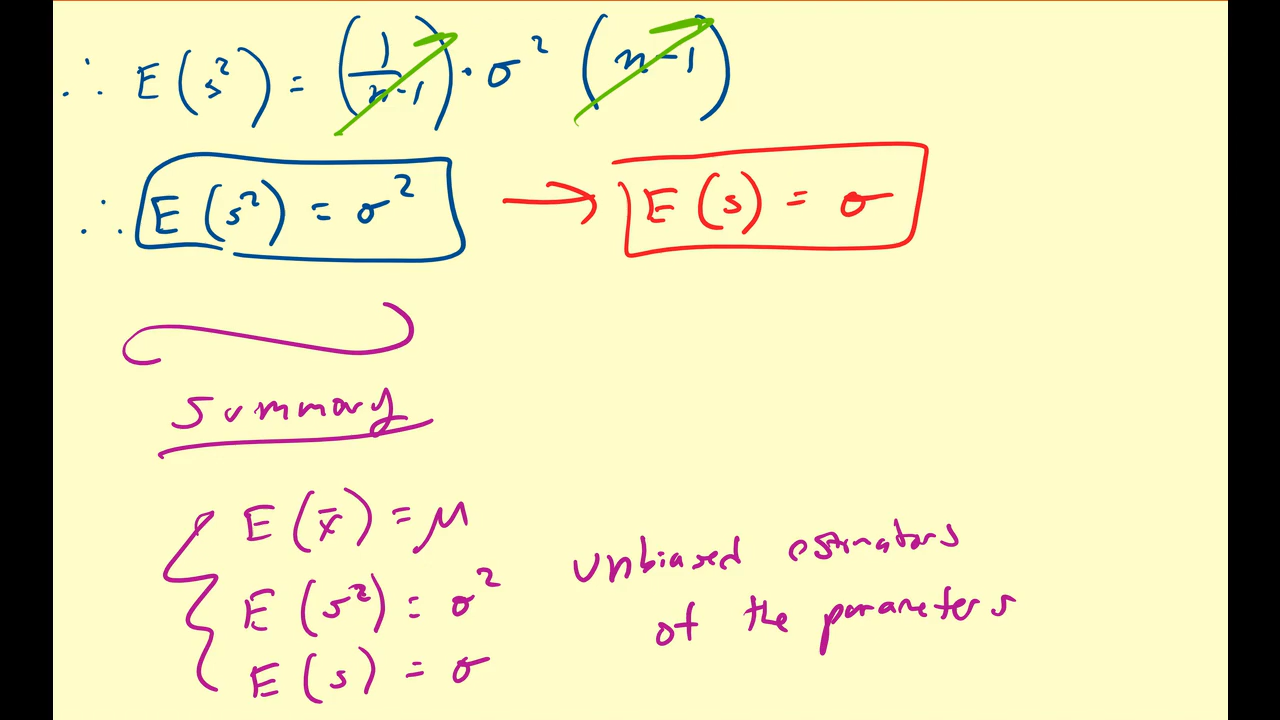 ∴ E(s²) = (1/n-1) · σ² (n-1)
∴ E(s²) = σ² → E(s) = σ
Summary
E(x̄) = μ
E(s²) = σ²
E(s) = σ
unbiased estimators
of the parameters